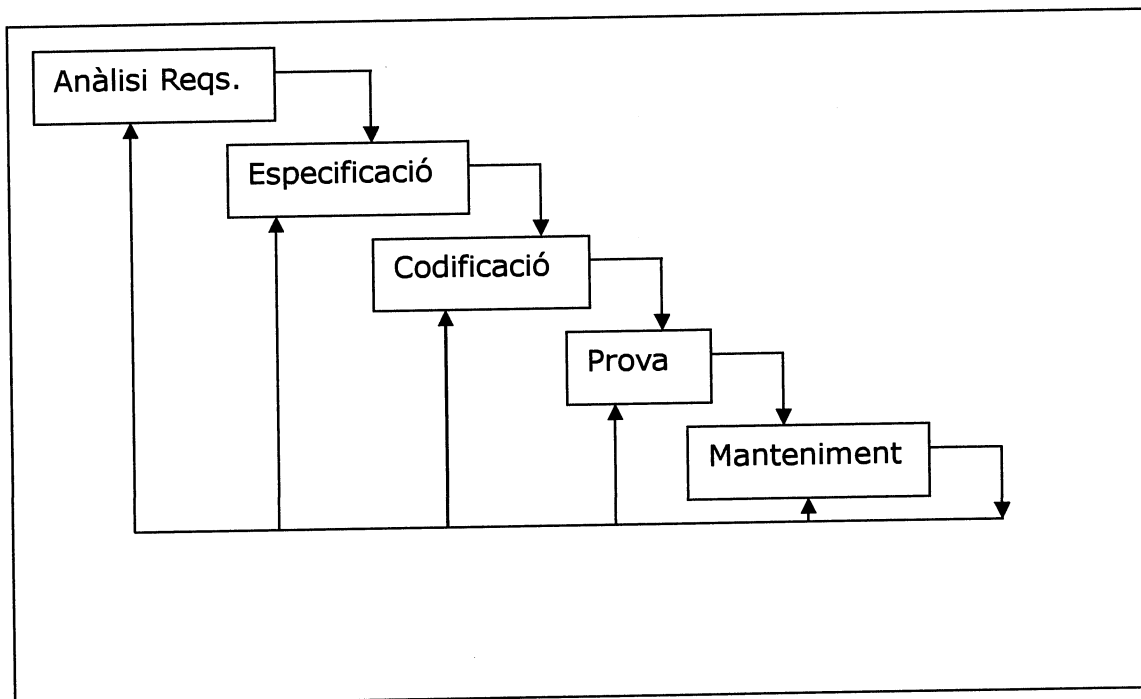 Anàlisi Reqs.
Especificació
Codificació
Prova
Manteniment